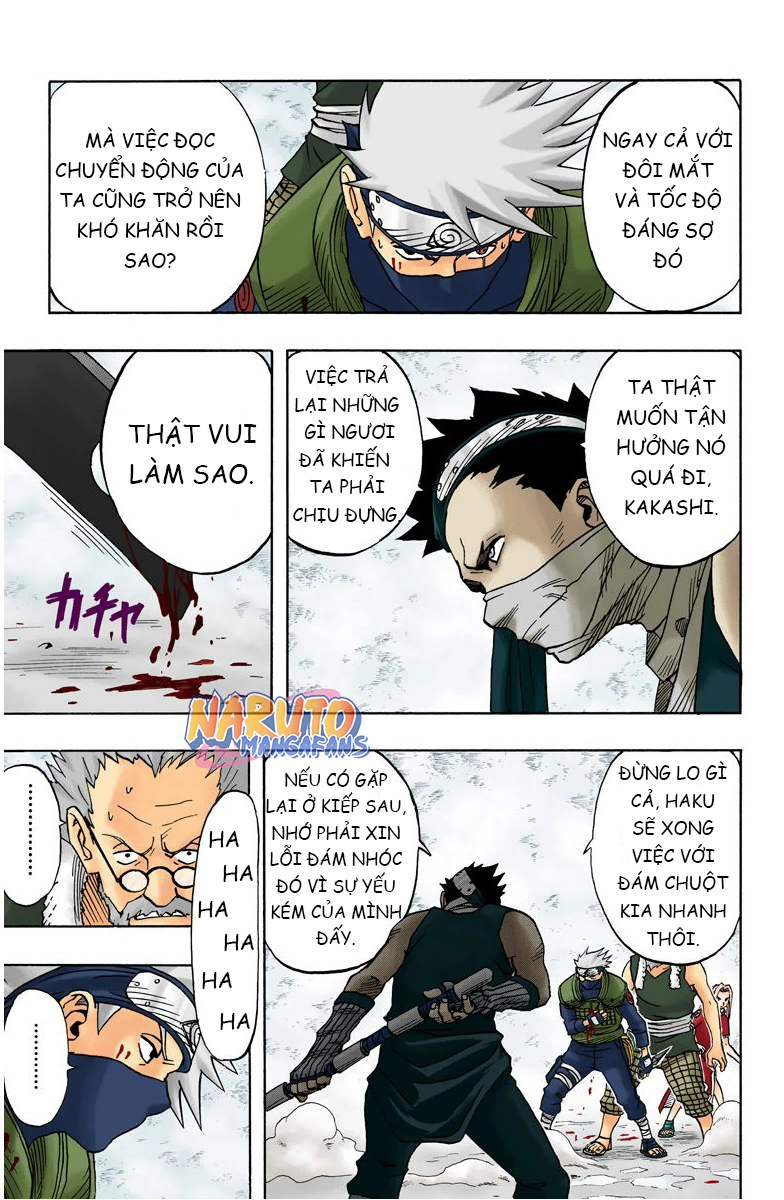 NGAY CẢ VỚI
ĐÔI MẮT
VÀ TỐC ĐỘ
ĐÁNG SỢ
ĐÓ
MÀ VIỆC ĐỌC
CHUYỂN ĐỘNG CỦA
TA CŨNG TRỞ NÊN
KHÓ KHĂN RỒI
SAO?
TA THẬT
MUỐN TẬN
HƯỞNG NÓ
QUÁ ĐI,
KAKASHI.
VIỆC TRẢ
LẠI NHỮNG
GÌ NGƯƠI
ĐÃ KHIẾN
TA PHẢI
CHỊU ĐỰNG.
THẬT VUI
LÀM SAO.
ガチャ
NARUTO
MANGAFANS
ĐỪNG LO GÌ
CẢ, HAKU
SẼ XONG
VIỆC VỚI
ĐÁM CHUỘT
KIA NHANH
THÔI.
NẾU CÓ GẶP
LẠI Ở KIẾP SAU,
NHỚ PHẢI XIN
LỖI ĐÁM NHÓC
ĐÓ VÌ SỰ YẾU
KÉM CỦA MÌNH
ĐẤY.
HA
HA
HA
HA
HA
HA
.........
.........